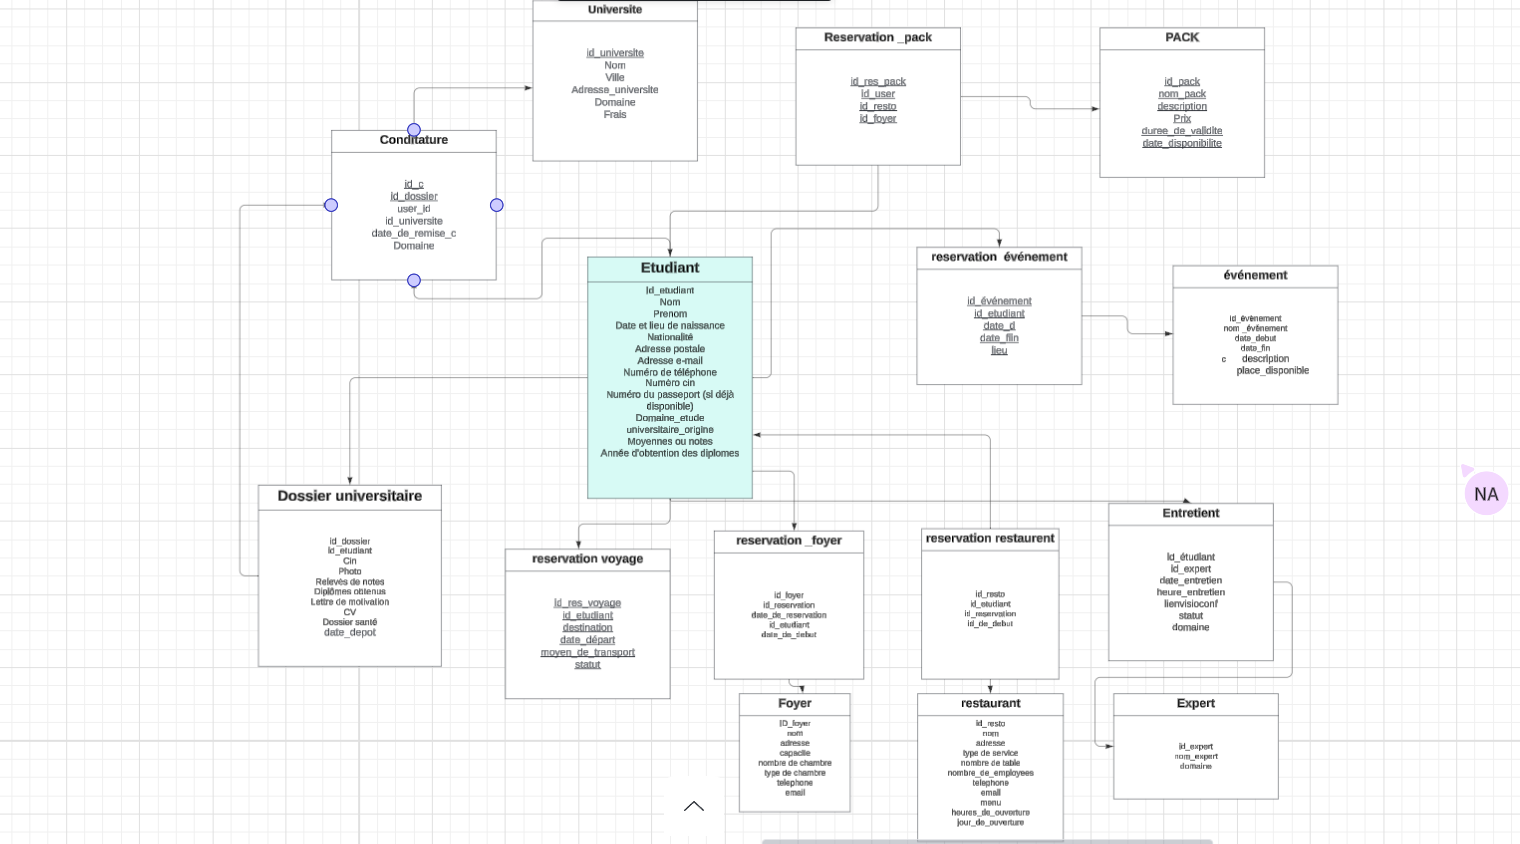 Universite
id_universite
Nom
Ville
Adresse_universite
Domaine
Frais
Reservation _pack
id_res_pack
id_user
id_resto
id_foyer
PACK
id_pack
nom_pack
description
Prix
duree_de_validite
date_disponibilite
Conditature
id_c
id_dossier
user_id
id_universite
date_de_remise_c
Domaine
Etudiant
Id_etudiant
Nom
Prenom
Date et lieu de naissance
Nationalité
Adresse postale
Adresse e-mail
Numéro de téléphone
Numéro cin
Numéro du passeport (si déjà
disponible)
Domaine_etude
universitaire_origine
Moyennes ou notes
Année d'obtention des diplomes
reservation événement
id_événement
id_etudiant
date_d
date_fiin
lieu
événement
id_événement
nom _événement
date_debut
date_fin
c description
place_disponible
NA
Dossier universitaire
id_dossier
id_etudiant
Cin
Photo
Relevés de notes
Diplômes obtenus
Lettre de motivation
CV
Dossier santé
date_depot
reservation voyage
Id_res_voyage
id_etudiant
destination
date_départ
moyen_de_transport
statut
reservation _foyer
id_foyer
id_reservation
date_de_reservation
id_etudiant
date_de_debut
reservation restaurent
id_resto
id_etudiant
id_reservation
id_de_debut
Entretient
Id_étudiant
id_expert
date_entretien
heure_entretien
lienvisioconf
statut
domaine
Foyer
ID_foyer
nom
adresse
capacitie
nombre de chambre
type de chambre
telephone
email
restaurant
id_resto
nom
adresse
type de service
nombre de table
nombre_de_employees
telephone
email
menu
heures_de_ouverture
jour_de_ouverture
Expert
id_expert
nom_expert
domaine